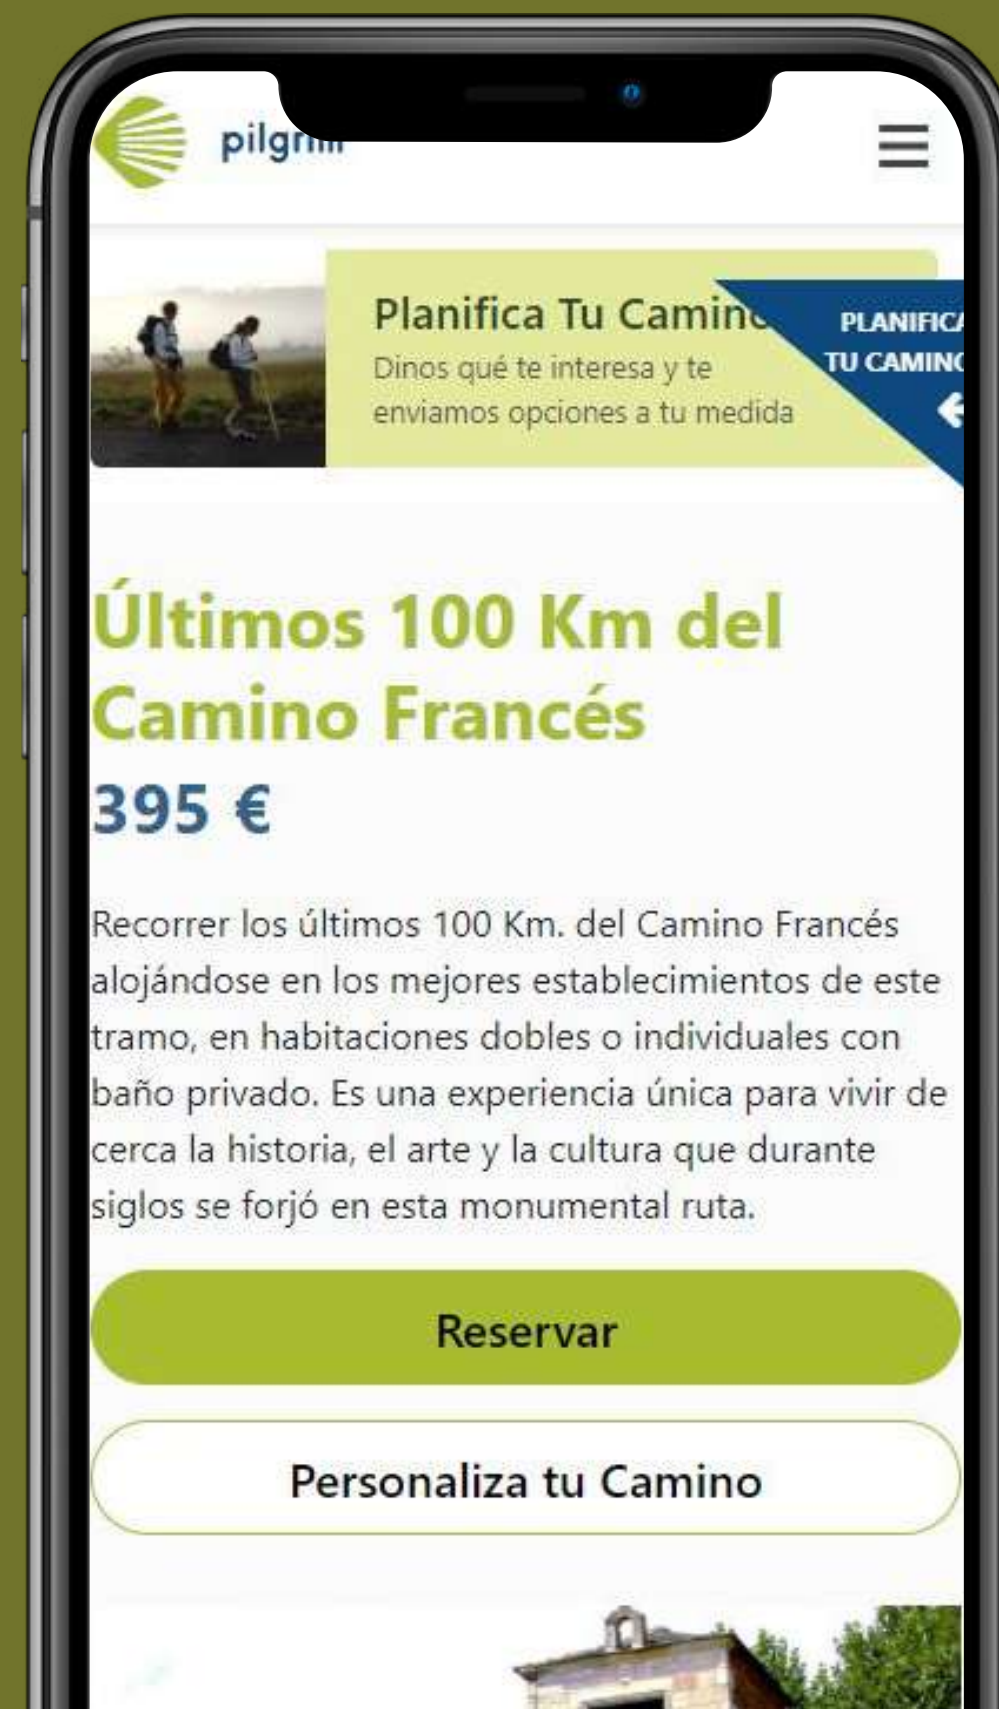 Planifica Tu Camino
Dinos qué te interesa y te
enviamos opciones a tu medida
PLANIFICA
TU CAMINO
Últimos 100 Km del
Camino Francés
395 €
Recorrer los últimos 100 Km. del Camino Francés
alojándose en los mejores establecimientos de este
tramo, en habitaciones dobles o individuales con
baño privado. Es una experiencia única para vivir de
cerca la historia, el arte y la cultura que durante
siglos se forjó en esta monumental ruta.
Reservar
Personaliza tu Camino